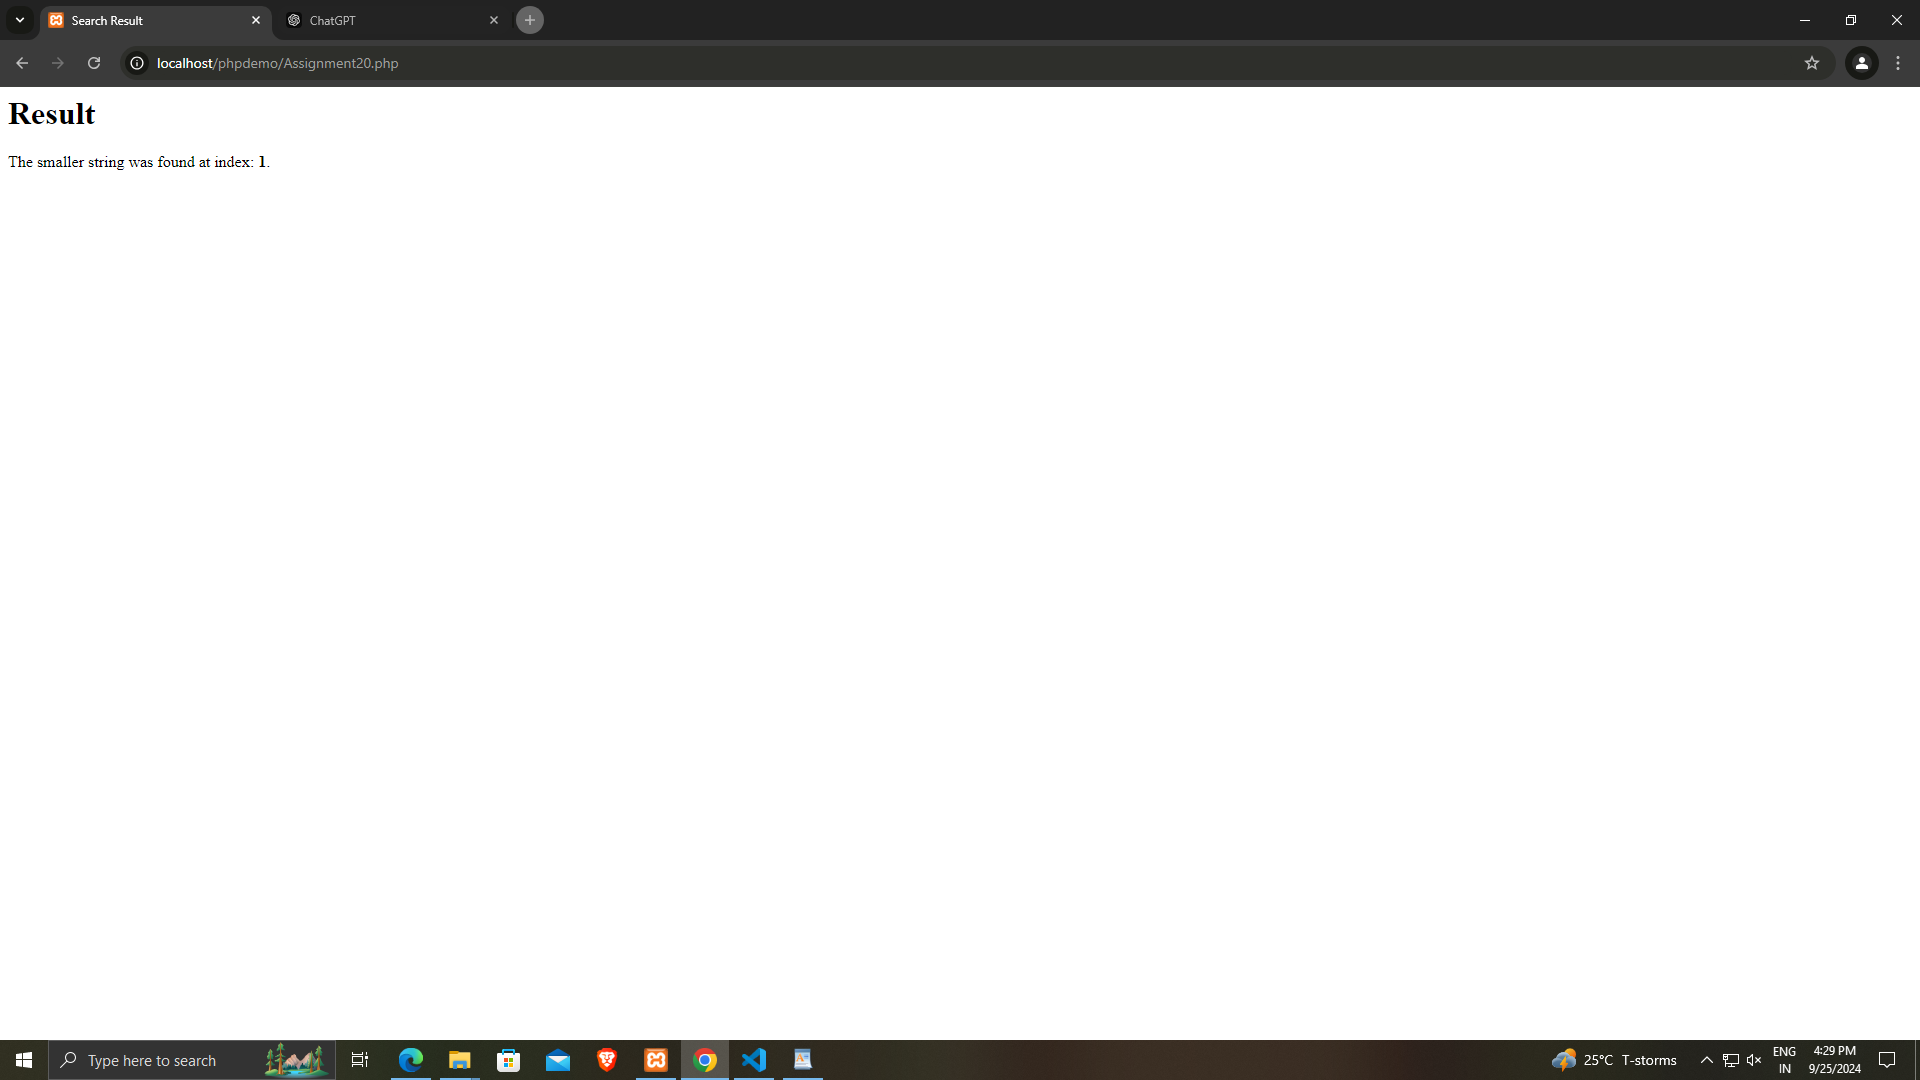 Search Result
ChatGPT
localhost/phpdemo/Assignment20.php
Result
The smaller string was found at index: 1.
Type here to search
25°C T-storms
ENG
IN
4:29 PM
9/25/2024